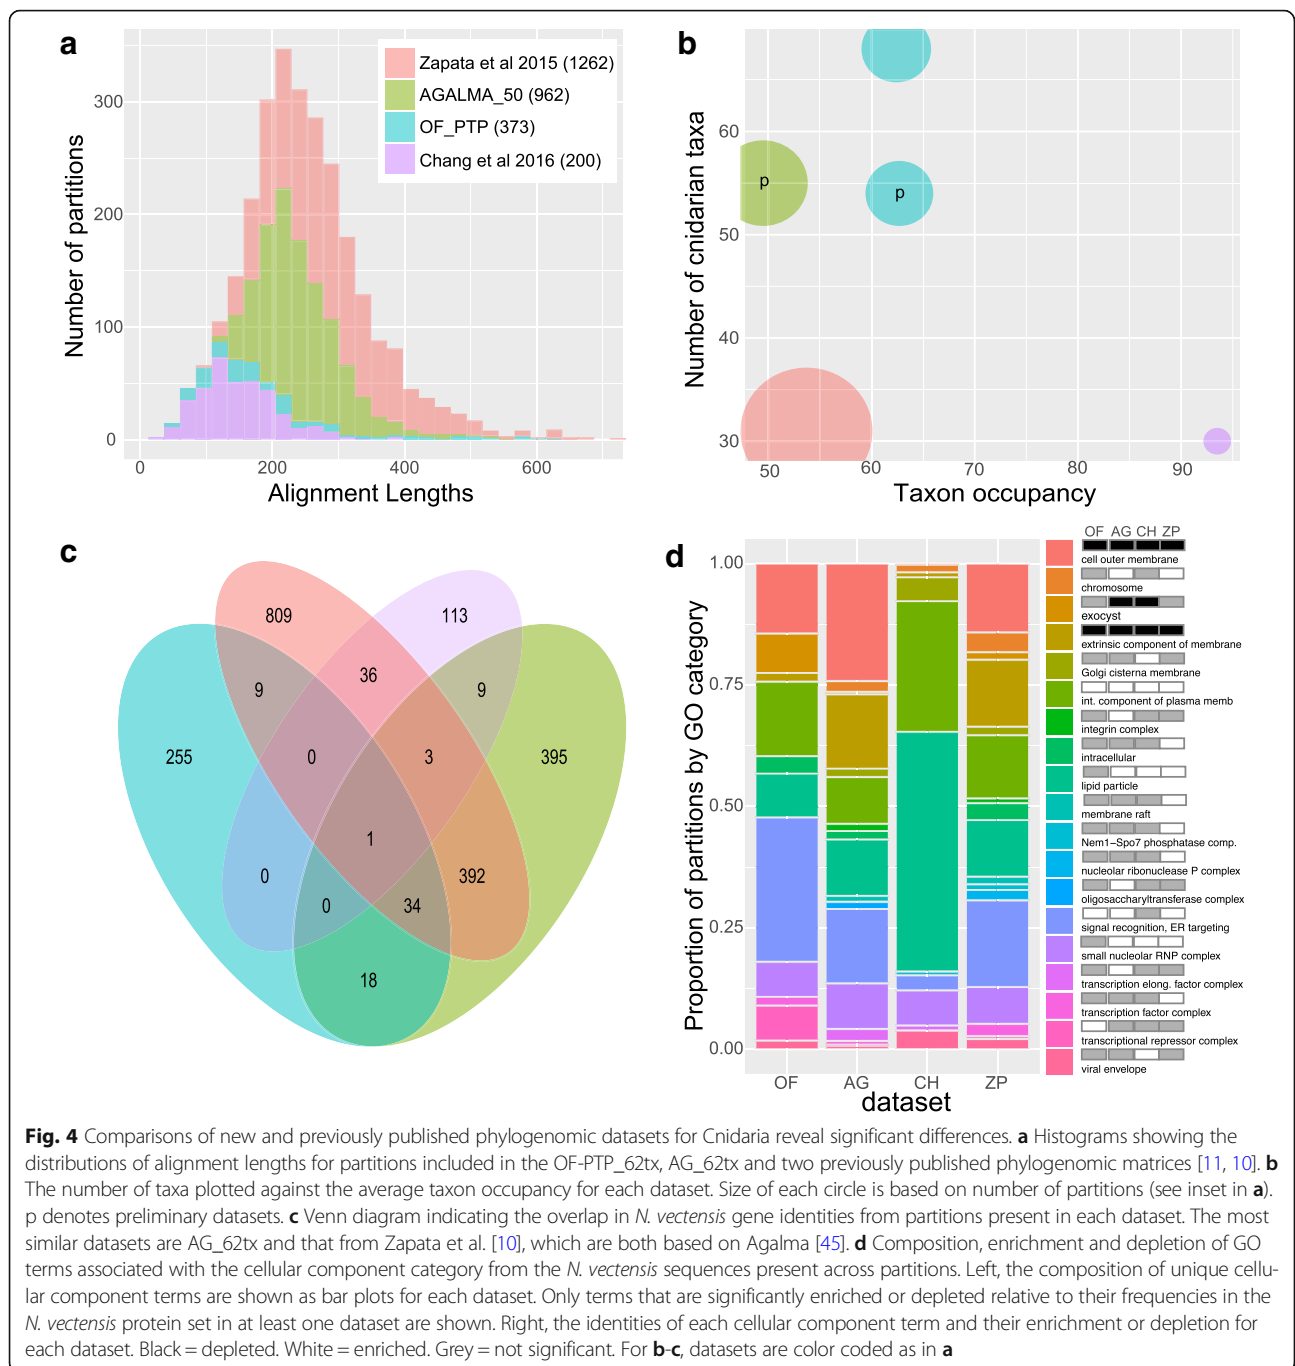 a
Number of partitions
300
200
100
0
0 200 400 600
Alignment Lengths
Zapata et al 2015 (1262)
AGALMA_50 (962)
OF_PTP (373)
Chang et al 2016 (200)
b
Number of cnidarian taxa
60
50
40
30
p
p
50 60 70 80 90
Taxon occupancy
c
809
113
36
9
9
255
0
3
395
1
0
392
0
34
18
d
Proportion of partitions by GO category
1.00
0.75
0.50
0.25
0.00
OF AG CH ZP
dataset
OF AG CH ZP
cell outer membrane
chromosome
exocyst
extrinsic component of membrane
Golgi cisterna membrane
int. component of plasma memb
integrin complex
intracellular
lipid particle
membrane raft
Nem1−Spo7 phosphatase comp.
nucleolar ribonuclease P complex
oligosaccharyltransferase complex
signal recognition, ER targeting
small nucleolar RNP complex
transcription elong. factor complex
transcription factor complex
transcriptional repressor complex
viral envelope
Fig. 4 Comparisons of new and previously published phylogenomic datasets for Cnidaria reveal significant differences. a Histograms showing the
distributions of alignment lengths for partitions included in the OF-PTP_62tx, AG_62tx and two previously published phylogenomic matrices [11, 10]. b
The number of taxa plotted against the average taxon occupancy for each dataset. Size of each circle is based on number of partitions (see inset in a).
p denotes preliminary datasets. c Venn diagram indicating the overlap in N. vectensis gene identities from partitions present in each dataset. The most
similar datasets are AG_62tx and that from Zapata et al. [10], which are both based on Agalma [45]. d Composition, enrichment and depletion of GO
terms associated with the cellular component category from the N. vectensis sequences present across partitions. Left, the composition of unique cellu-
lar component terms are shown as bar plots for each dataset. Only terms that are significantly enriched or depleted relative to their frequencies in the
N. vectensis protein set in at least one dataset are shown. Right, the identities of each cellular component term and their enrichment or depletion for
each dataset. Black = depleted. White = enriched. Grey = not significant. For b-c, datasets are color coded as in a